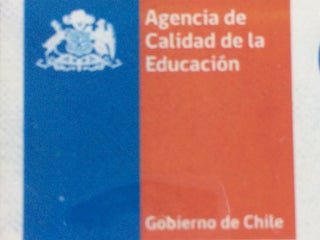 Agencia de
Calidad de la
Educación
Gobierno de Chile